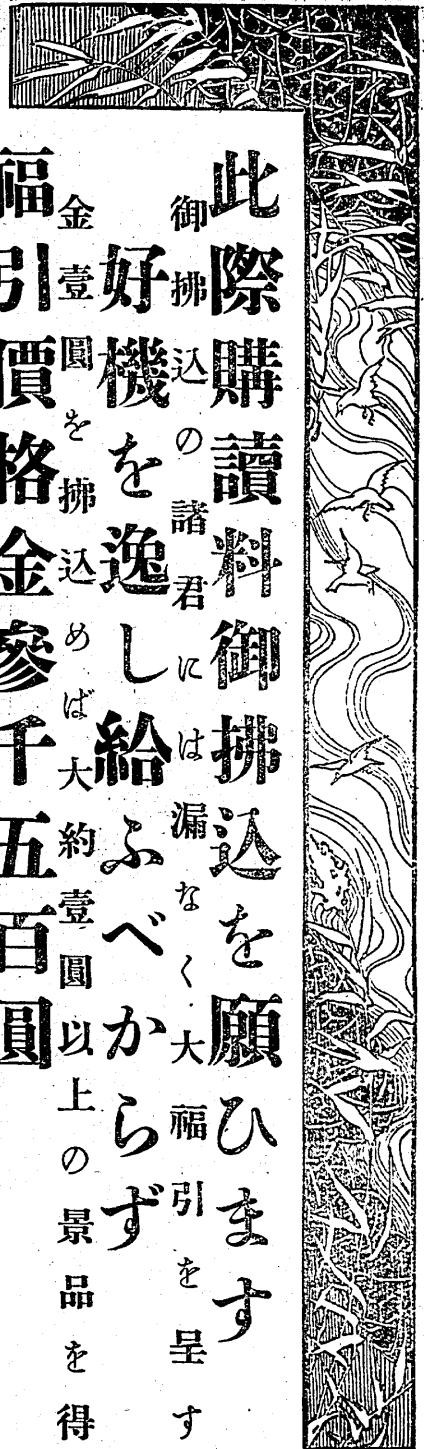 此際購讀料御拂込を願ひます
御拂込の諸君には漏なく大福引を呈す
好機を逸し給ふべからず
金壹圓を拂込めば大約壹圓以上の景品を得
福引價格金參千五百圓